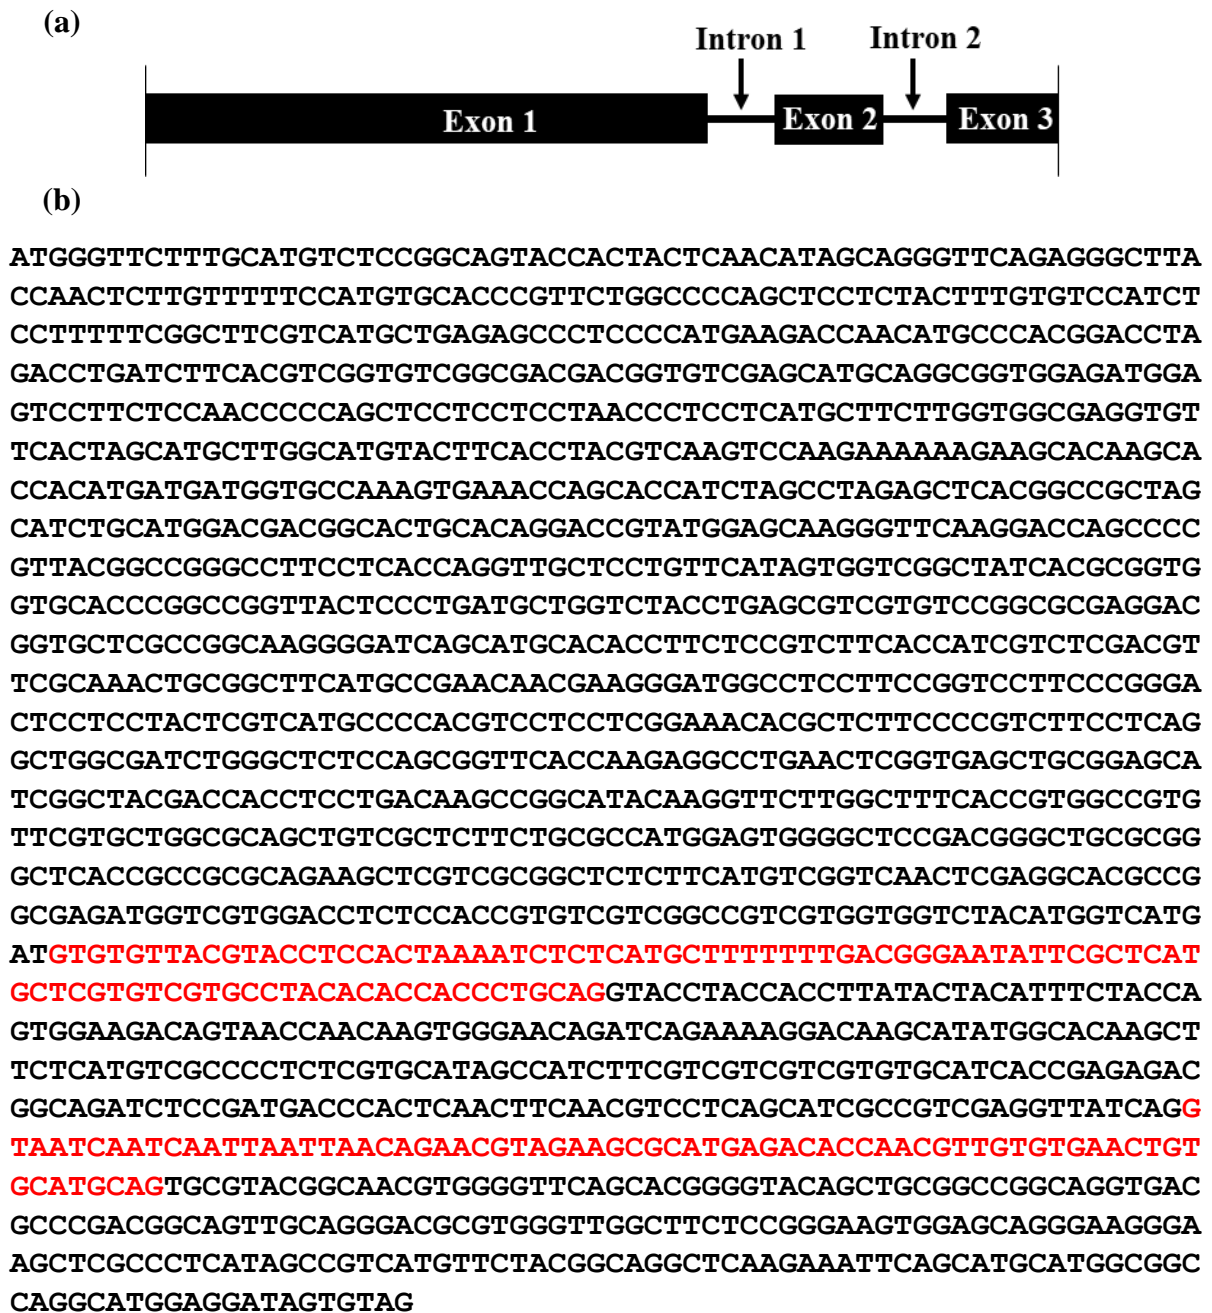 (a)
Intron 1 Intron 2
Exon 1 Exon 2 Exon 3
(b)
ATGGGTTCTTTGCATGTCTCCGGCAGTACCACTACTCAACATAGCAGGGTTCAGAGGGCTTA
CCAACTCTTGTTTTTCCATGTGCACCCGTTCTGGCCCCAGCTCCTCTACTTTGTGTCCATCT
CCTTTTTCGGCTTCGTCATGCTGAGAGCCCTCCCCATGAAGACCAACATGCCCACGGACCTA
GACCTGATCTTCACGTCGGTGTCGGCGACGACGGTGTCGAGCATGCAGGCGGTGGAGATGGA
GTCCTTCTCCAACCCCCAGCTCCTCCTCCTAACCCTCCTCATGCTTCTTGGTGGCGAGGTGT
TCACTAGCATGCTTGGCATGTACTTCACCTACGTCAAGTCCAAGAAAAAAGAAGCACAAGCA
CCACATGATGATGGTGCCAAAGTGAAACCAGCACCATCTAGCCTAGAGCTCACGGCCGCTAG
CATCTGCATGGACGACGGCACTGCACAGGACCGTATGGAGCAAGGGTTCAAGGACCAGCCCC
GTTACGGCCGGGCCTTCCTCACCAGGTTGCTCCTGTTCATAGTGGTCGGCTATCACGCGGTG
GTGCACCCGGCCGGTTACTCCCTGATGCTGGTCTACCTGAGCGTCGTGTCCGGCGCGAGGAC
GGTGCTCGCCGGCAAGGGGATCAGCATGCACACCTTCTCCGTCTTCACCATCGTCTCGACGT
TCGCAAACTGCGGCTTCATGCCGAACAACGAAGGGATGGCCTCCTTCCGGTCCTTCCCGGGA
CTCCTCCTACTCGTCATGCCCCACGTCCTCCTCGGAAACACGCTCTTCCCCGTCTTCCTCAG
GCTGGCGATCTGGGCTCTCCAGCGGTTCACCAAGAGGCCTGAACTCGGTGAGCTGCGGAGCA
TCGGCTACGACCACCTCCTGACAAGCCGGCATACAAGGTTCTTGGCTTTCACCGTGGCCGTG
TTCGTGCTGGCGCAGCTGTCGCTCTTCTGCGCCATGGAGTGGGGCTCCGACGGGCTGCGCGG
GCTCACCGCCGCGCAGAAGCTCGTCGCGGCTCTCTTCATGTCGGTCAACTCGAGGCACGCCG
GCGAGATGGTCGTGGACCTCTCCACCGTGTCGTCGGCCGTCGTGGTGGTCTACATGGTCATG
ATGTGTGTTACGTACCTCCACTAAAATCTCTCATGCTTTTTTTGACGGGAATATTCGCTCAT
GCTCGTGTCGTGCCTACACACCACCCTGCAGGTACCTACCACCTTATACTACATTTCTACCA
GTGGAAGACAGTAACCAACAAGTGGGAACAGATCAGAAAAGGACAAGCATATGGCACAAGCT
TCTCATGTCGCCCCTCTCGTGCATAGCCATCTTCGTCGTCGTCGTGTGCATCACCGAGAGAC
GGCAGATCTCCGATGACCCACTCAACTTCAACGTCCTCAGCATCGCCGTCGAGGTTATCAGG
TAATCAATCAATTAATTAACAGAACGTAGAAGCGCATGAGACACCAACGTTGTGTGAACTGT
GCATGCAGTGCGTACGGCAACGTGGGGTTCAGCACGGGGTACAGCTGCGGCCGGCAGGTGAC
GCCCGACGGCAGTTGCAGGGACGCGTGGGTTGGCTTCTCCGGGAAGTGGAGCAGGGAAGGGA
AGCTCGCCCTCATAGCCGTCATGTTCTACGGCAGGCTCAAGAAATTCAGCATGCATGGCGGC
CAGGCATGGAGGATAGTGTAG